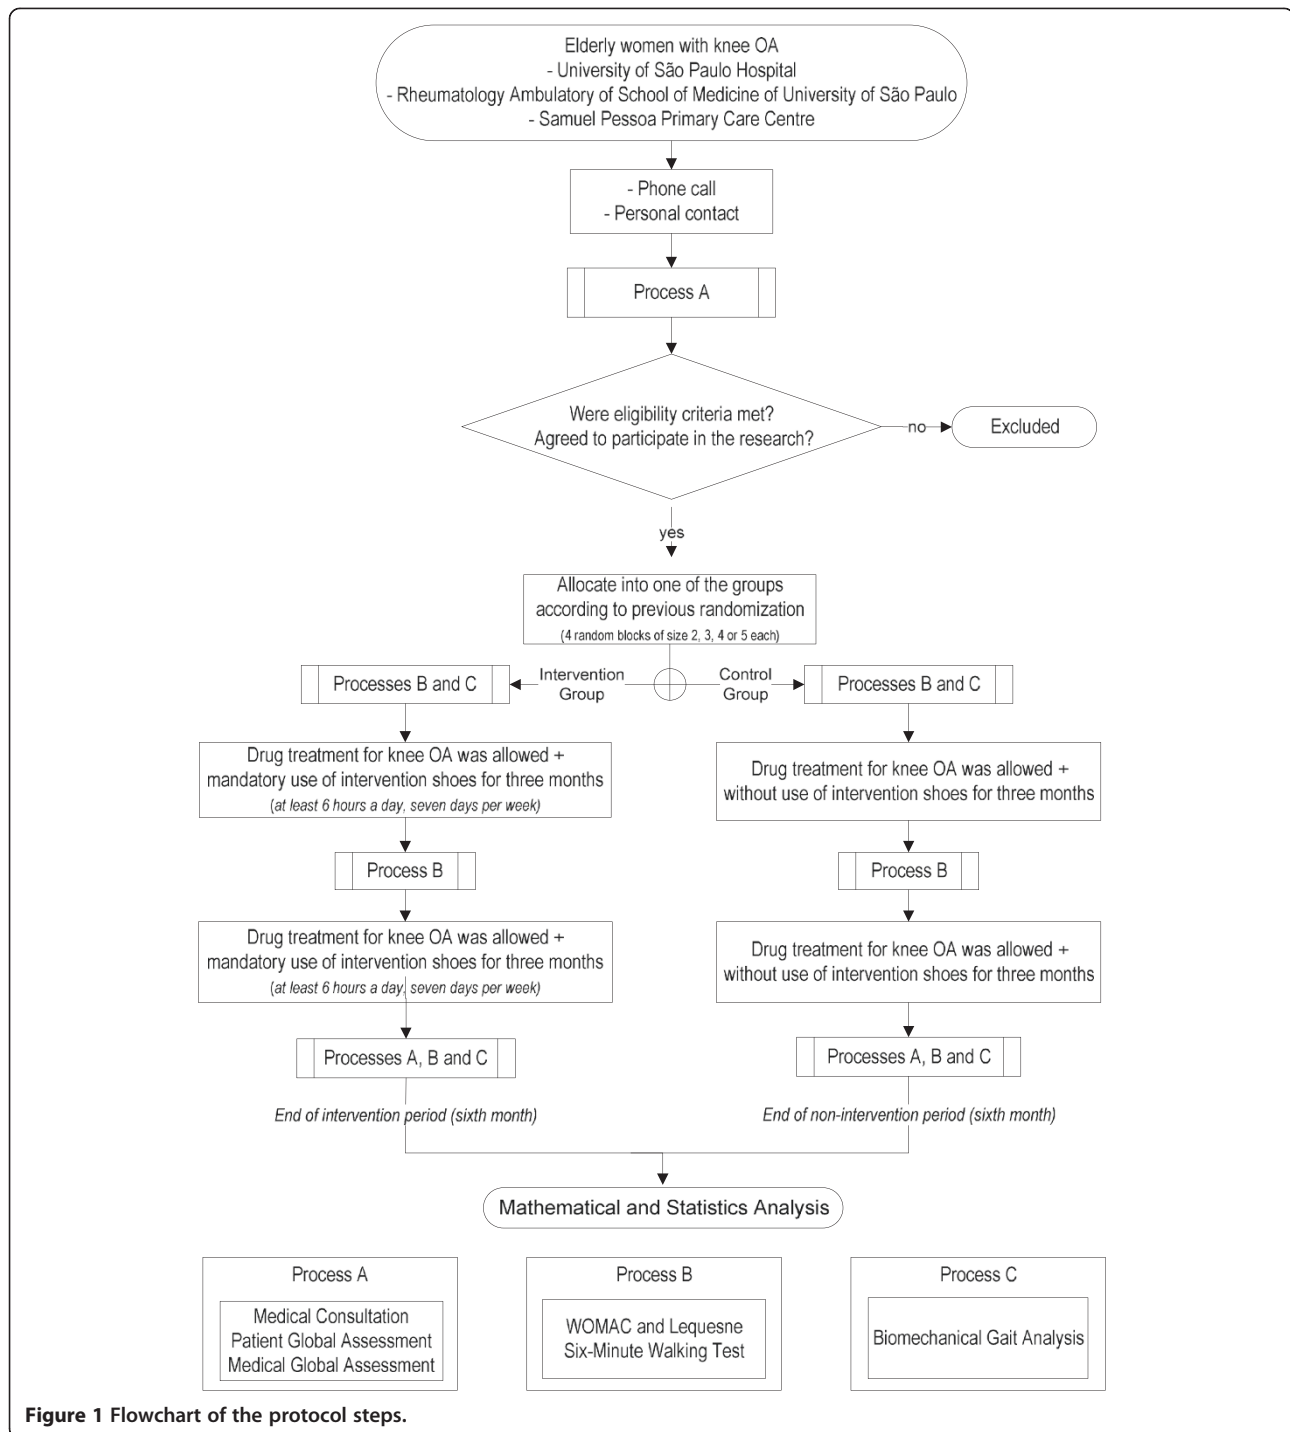 Elderly women with knee OA
- University of São Paulo Hospital
- Rheumatology Ambulatory of School of Medicine of University of São Paulo
- Samuel Pessoa Primary Care Centre
- Phone call
- Personal contact
Process A
Were eligibility criteria met?
Agreed to participate in the research?
no
Excluded
yes
Allocate into one of the groups
according to previous randomization
(4 random blocks of size 2, 3, 4 or 5 each)
Processes B and C
Intervention
Group
Control
Group
Processes B and C
Drug treatment for knee OA was allowed +
mandatory use of intervention shoes for three months
(at least 6 hours a day, seven days per week)
Drug treatment for knee OA was allowed +
without use of intervention shoes for three months
Process B
Process B
Drug treatment for knee OA was allowed +
mandatory use of intervention shoes for three months
(at least 6 hours a day, seven days per week)
Drug treatment for knee OA was allowed +
without use of intervention shoes for three months
Processes A, B and C
Processes A, B and C
End of intervention period (sixth month)
End of non-intervention period (sixth month)
Mathematical and Statistics Analysis
Process A
Medical Consultation
Patient Global Assessment
Medical Global Assessment
Process B
WOMAC and Lequesne
Six-Minute Walking Test
Process C
Biomechanical Gait Analysis
Figure 1 Flowchart of the protocol steps.